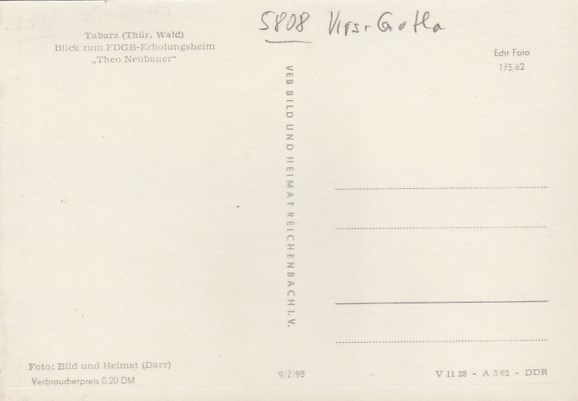 5808 Krs. Gotha
Tabarz (Thür. Wald)
Blick zum FDGB-Erholungsheim
„Theo Neubauer“
Echt Foto
175/62
VEB BILD UND HEIMAT REICHENBACH I.V.
Foto: Bild und Heimat (Darr)
Verbraucherpreis 0,20 DM
9/2/98
V 11 28 - A 3/62 - DDR